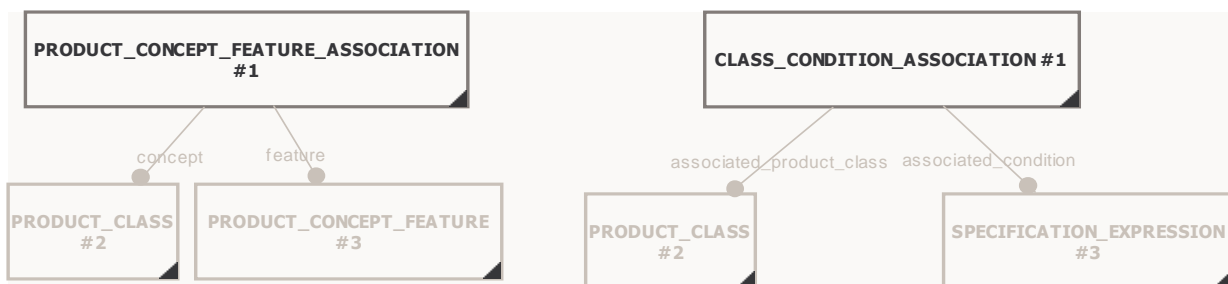 PRODUCT_CONCEPT_FEATURE_ASSOCIATION
#1
CLASS_CONDITION_ASSOCIATION #1
concept
feature
associated_product_class
associated_condition
PRODUCT_CLASS
#2
PRODUCT_CONCEPT_FEATURE
#3
PRODUCT_CLASS
#2
SPECIFICATION_EXPRESSION
#3